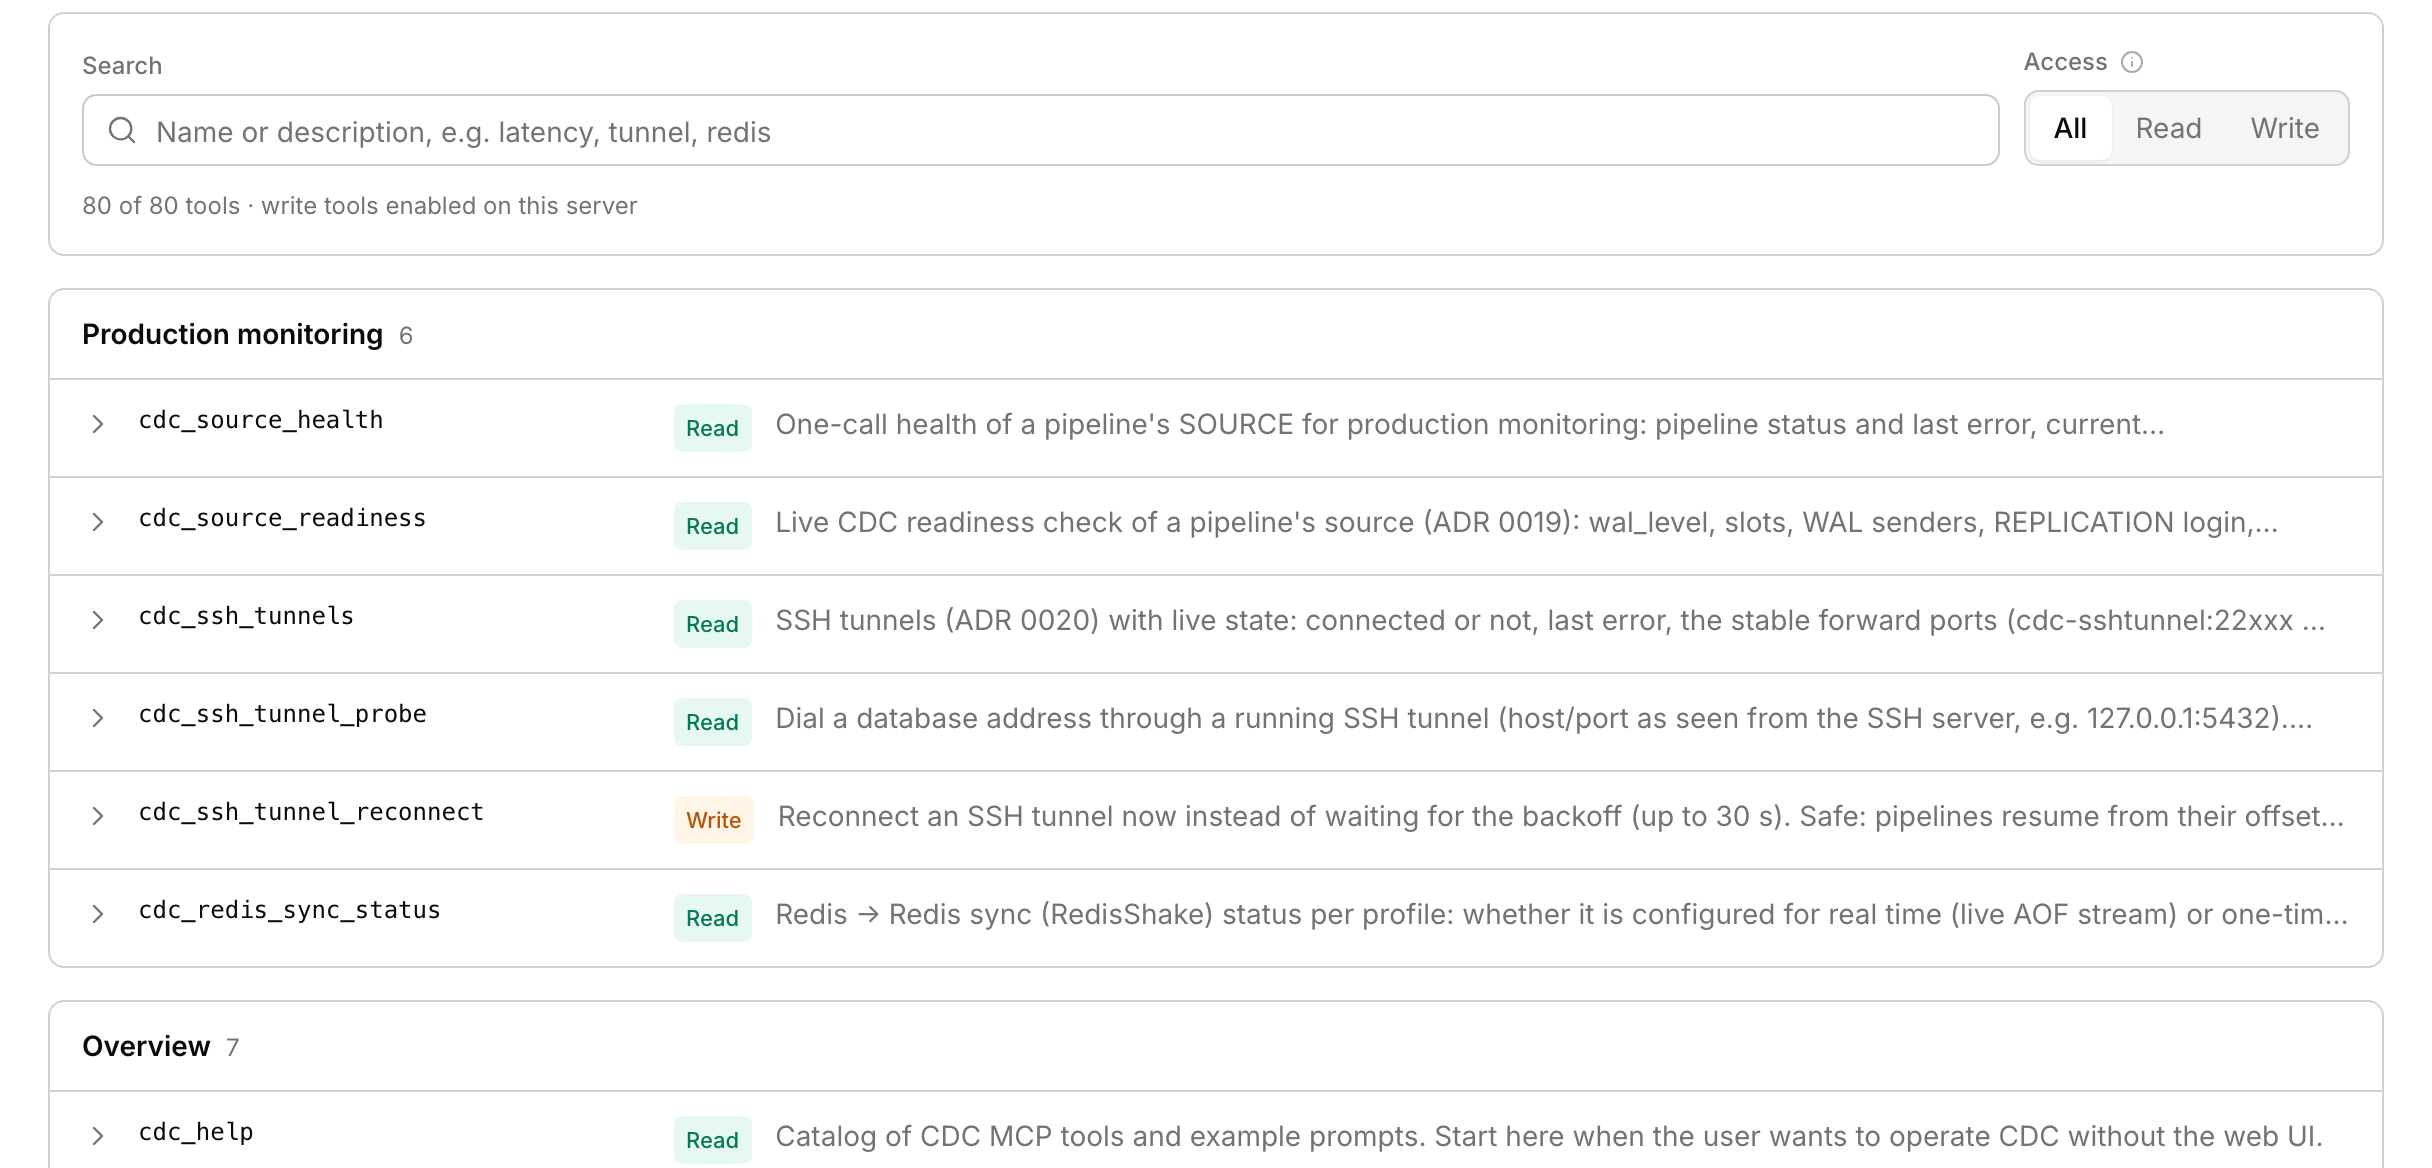 Search
Access
Name or description, e.g. latency, tunnel, redis
All Read Write
80 of 80 tools · write tools enabled on this server
Production monitoring 6
cdc_source_health Read One-call health of a pipeline's SOURCE for production monitoring: pipeline status and last error, current...
cdc_source_readiness Read Live CDC readiness check of a pipeline's source (ADR 0019): wal_level, slots, WAL senders, REPLICATION login,...
cdc_ssh_tunnels Read SSH tunnels (ADR 0020) with live state: connected or not, last error, the stable forward ports (cdc-sshtunnel:22xxx ...
cdc_ssh_tunnel_probe Read Dial a database address through a running SSH tunnel (host/port as seen from the SSH server, e.g. 127.0.0.1:5432)....
cdc_ssh_tunnel_reconnect Write Reconnect an SSH tunnel now instead of waiting for the backoff (up to 30 s). Safe: pipelines resume from their offset...
cdc_redis_sync_status Read Redis → Redis sync (RedisShake) status per profile: whether it is configured for real time (live AOF stream) or one-tim...
Overview 7
cdc_help Read Catalog of CDC MCP tools and example prompts. Start here when the user wants to operate CDC without the web UI.